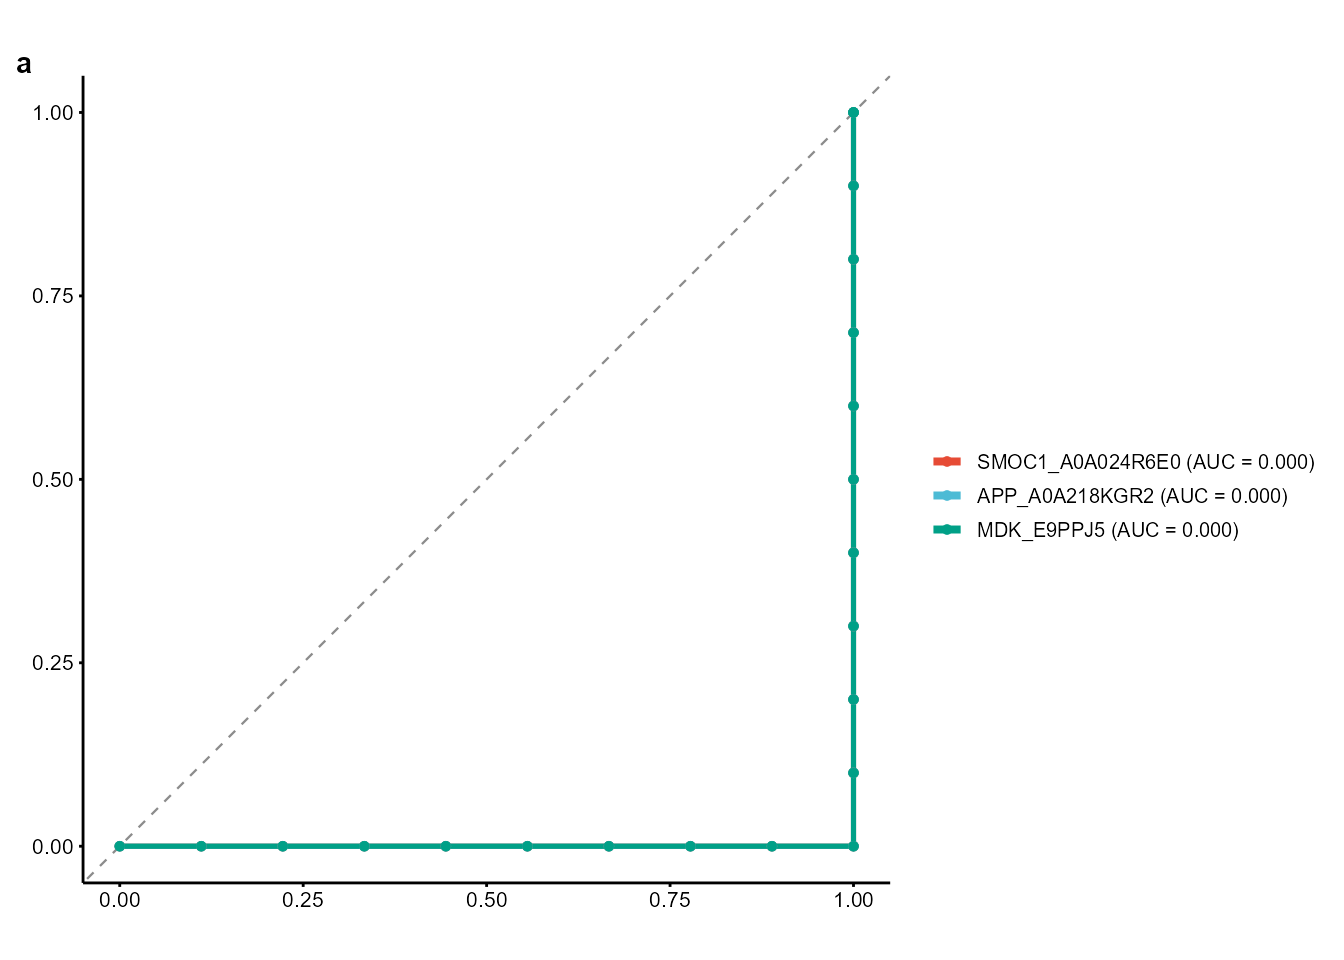 a
1.00
0.75
0.50
0.25
0.00
0.00 0.25 0.50 0.75 1.00
SMOC1_A0A024R6E0 (AUC = 0.000)
APP_A0A218KGR2 (AUC = 0.000)
MDK_E9PPJ5 (AUC = 0.000)